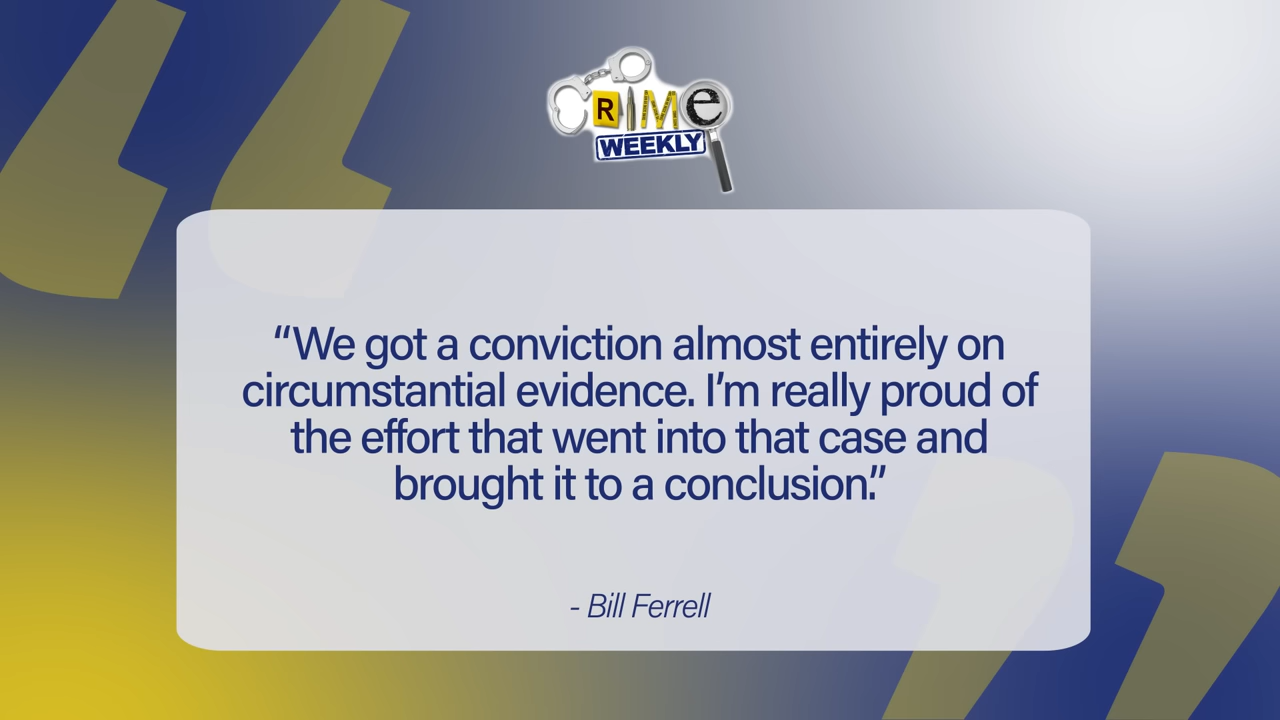 CRIMe
WEEKLY
“We got a conviction almost entirely on
circumstantial evidence. I’m really proud of
the effort that went into that case and
brought it to a conclusion.”
- Bill Ferrell